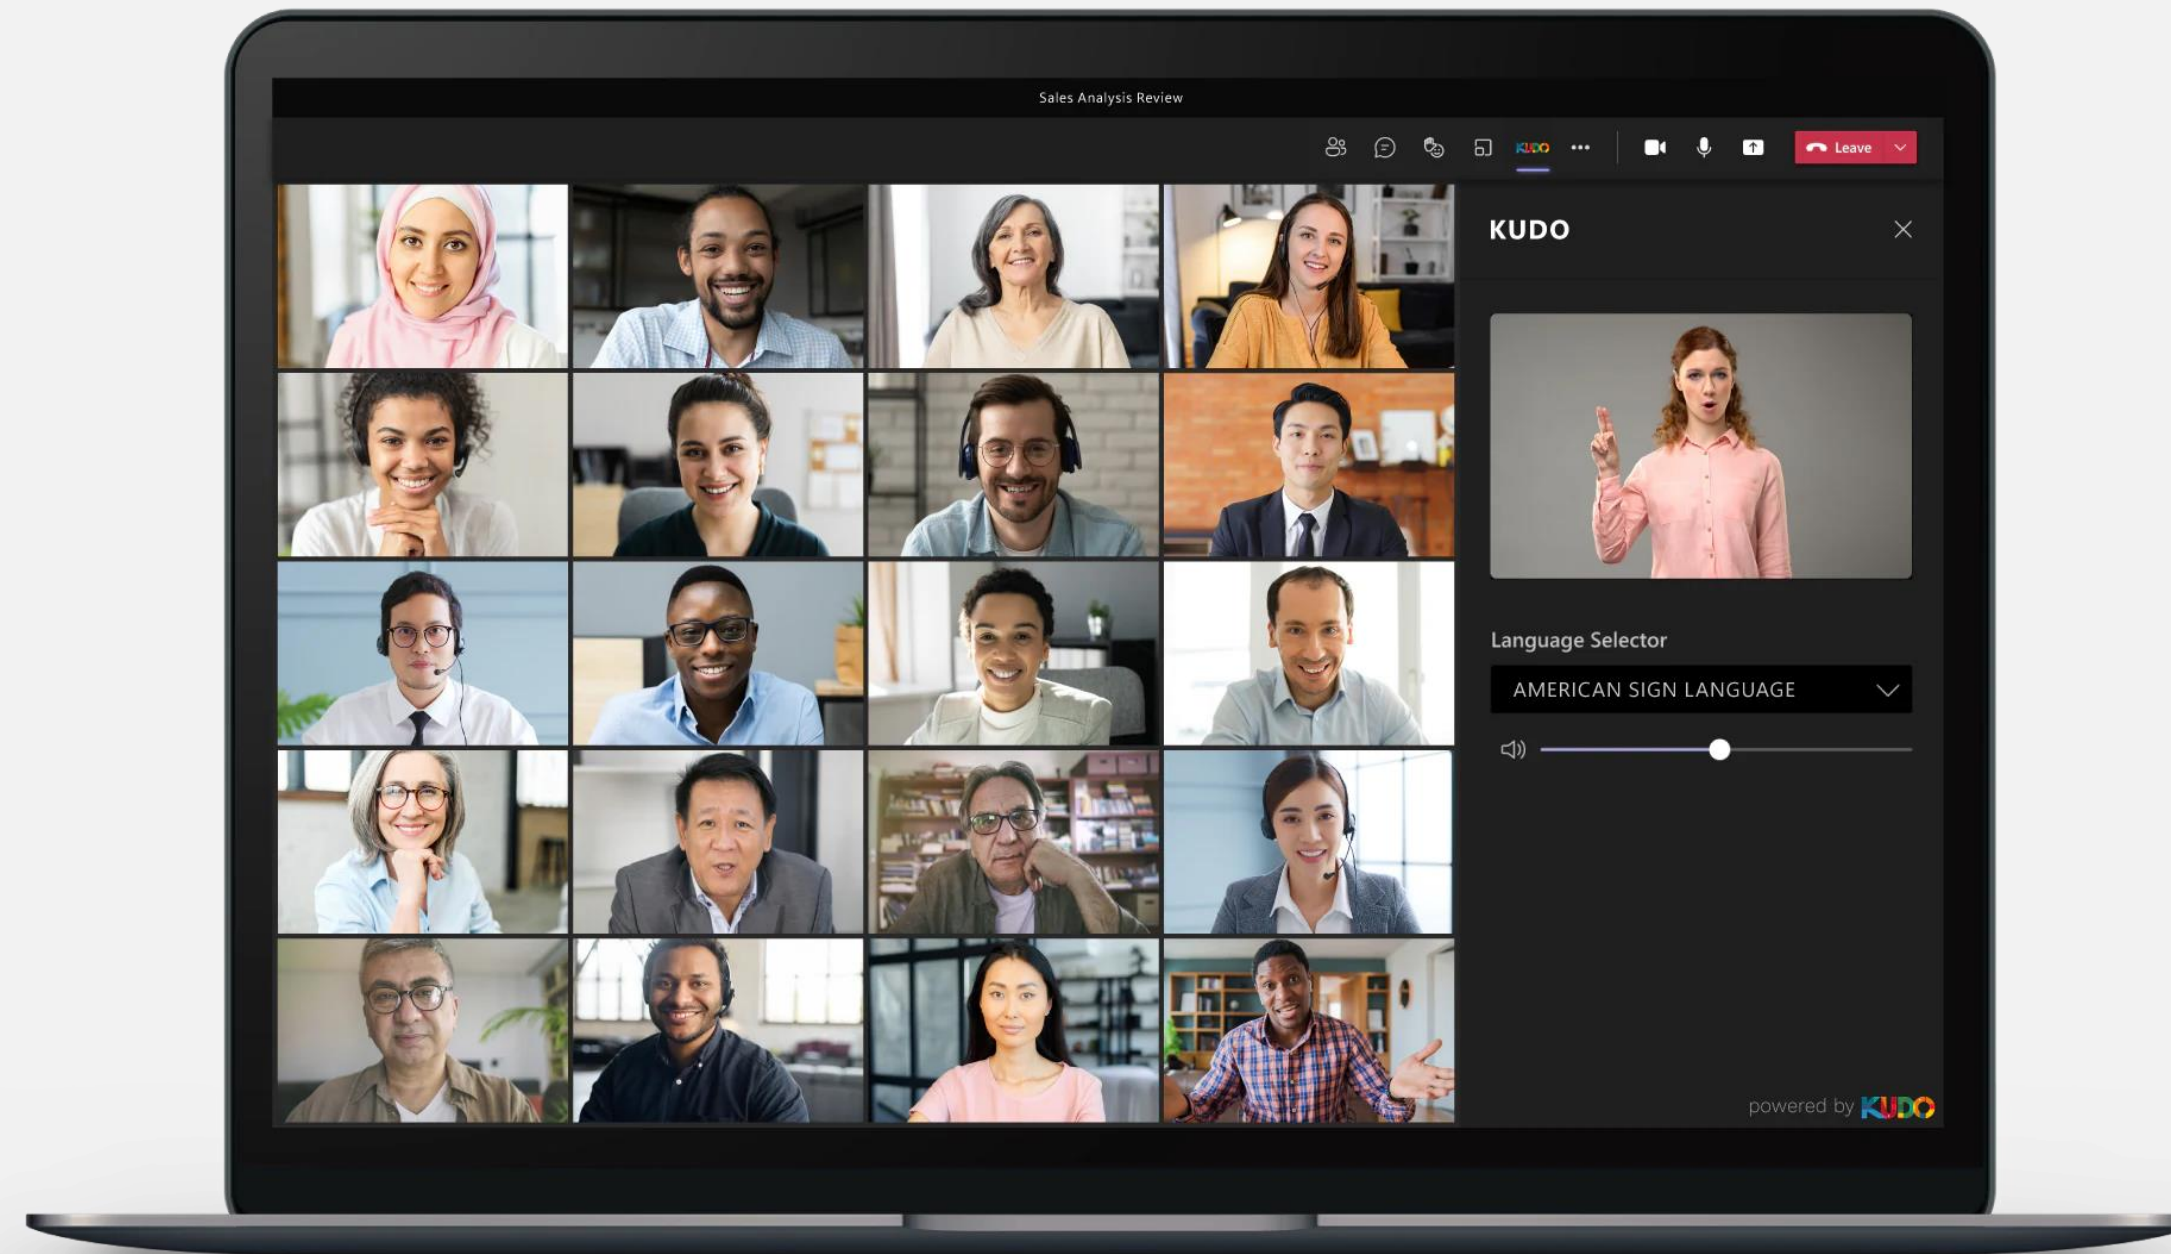 Sales Analysis Review
KUDO
Leave
KUDO
Language Selector
AMERICAN SIGN LANGUAGE
powered by KUDO